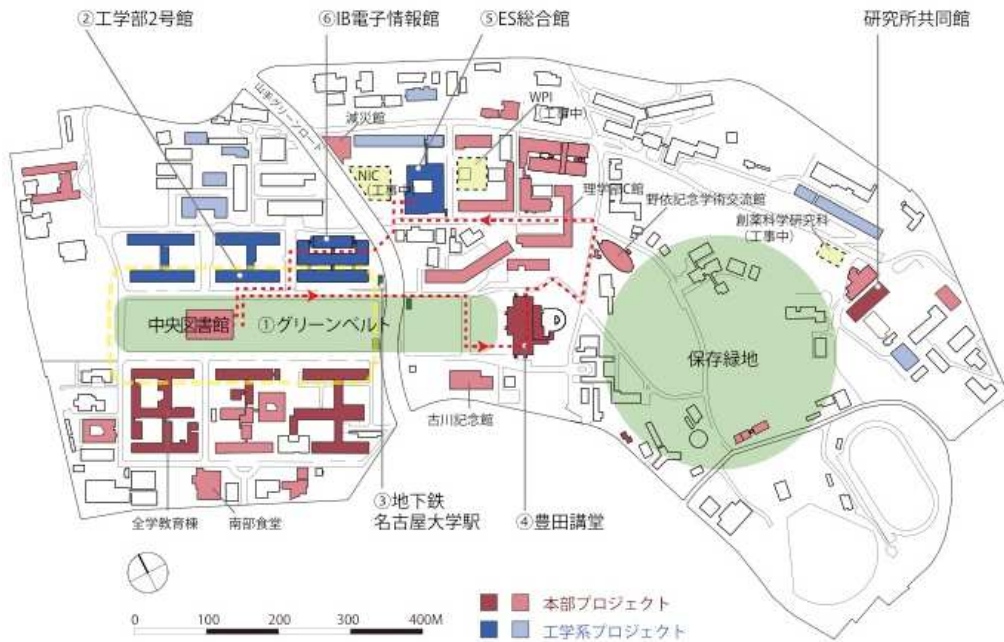 ②工学部2号館
⑥IB電子情報館
⑤ES総合館
研究所共同館
山手グリーンロード
減災館
WPI
(工事中)
NIC
(工事中)
理学部C館
野依記念学術交流館
創薬科学研究科
(工事中)
中央図書館
①グリーンベルト
保存緑地
古川記念館
③地下鉄
名古屋大学駅
④豊田講堂
全学教育棟
南部食堂
0 100 200 300 400M
本部プロジェクト
工学系プロジェクト